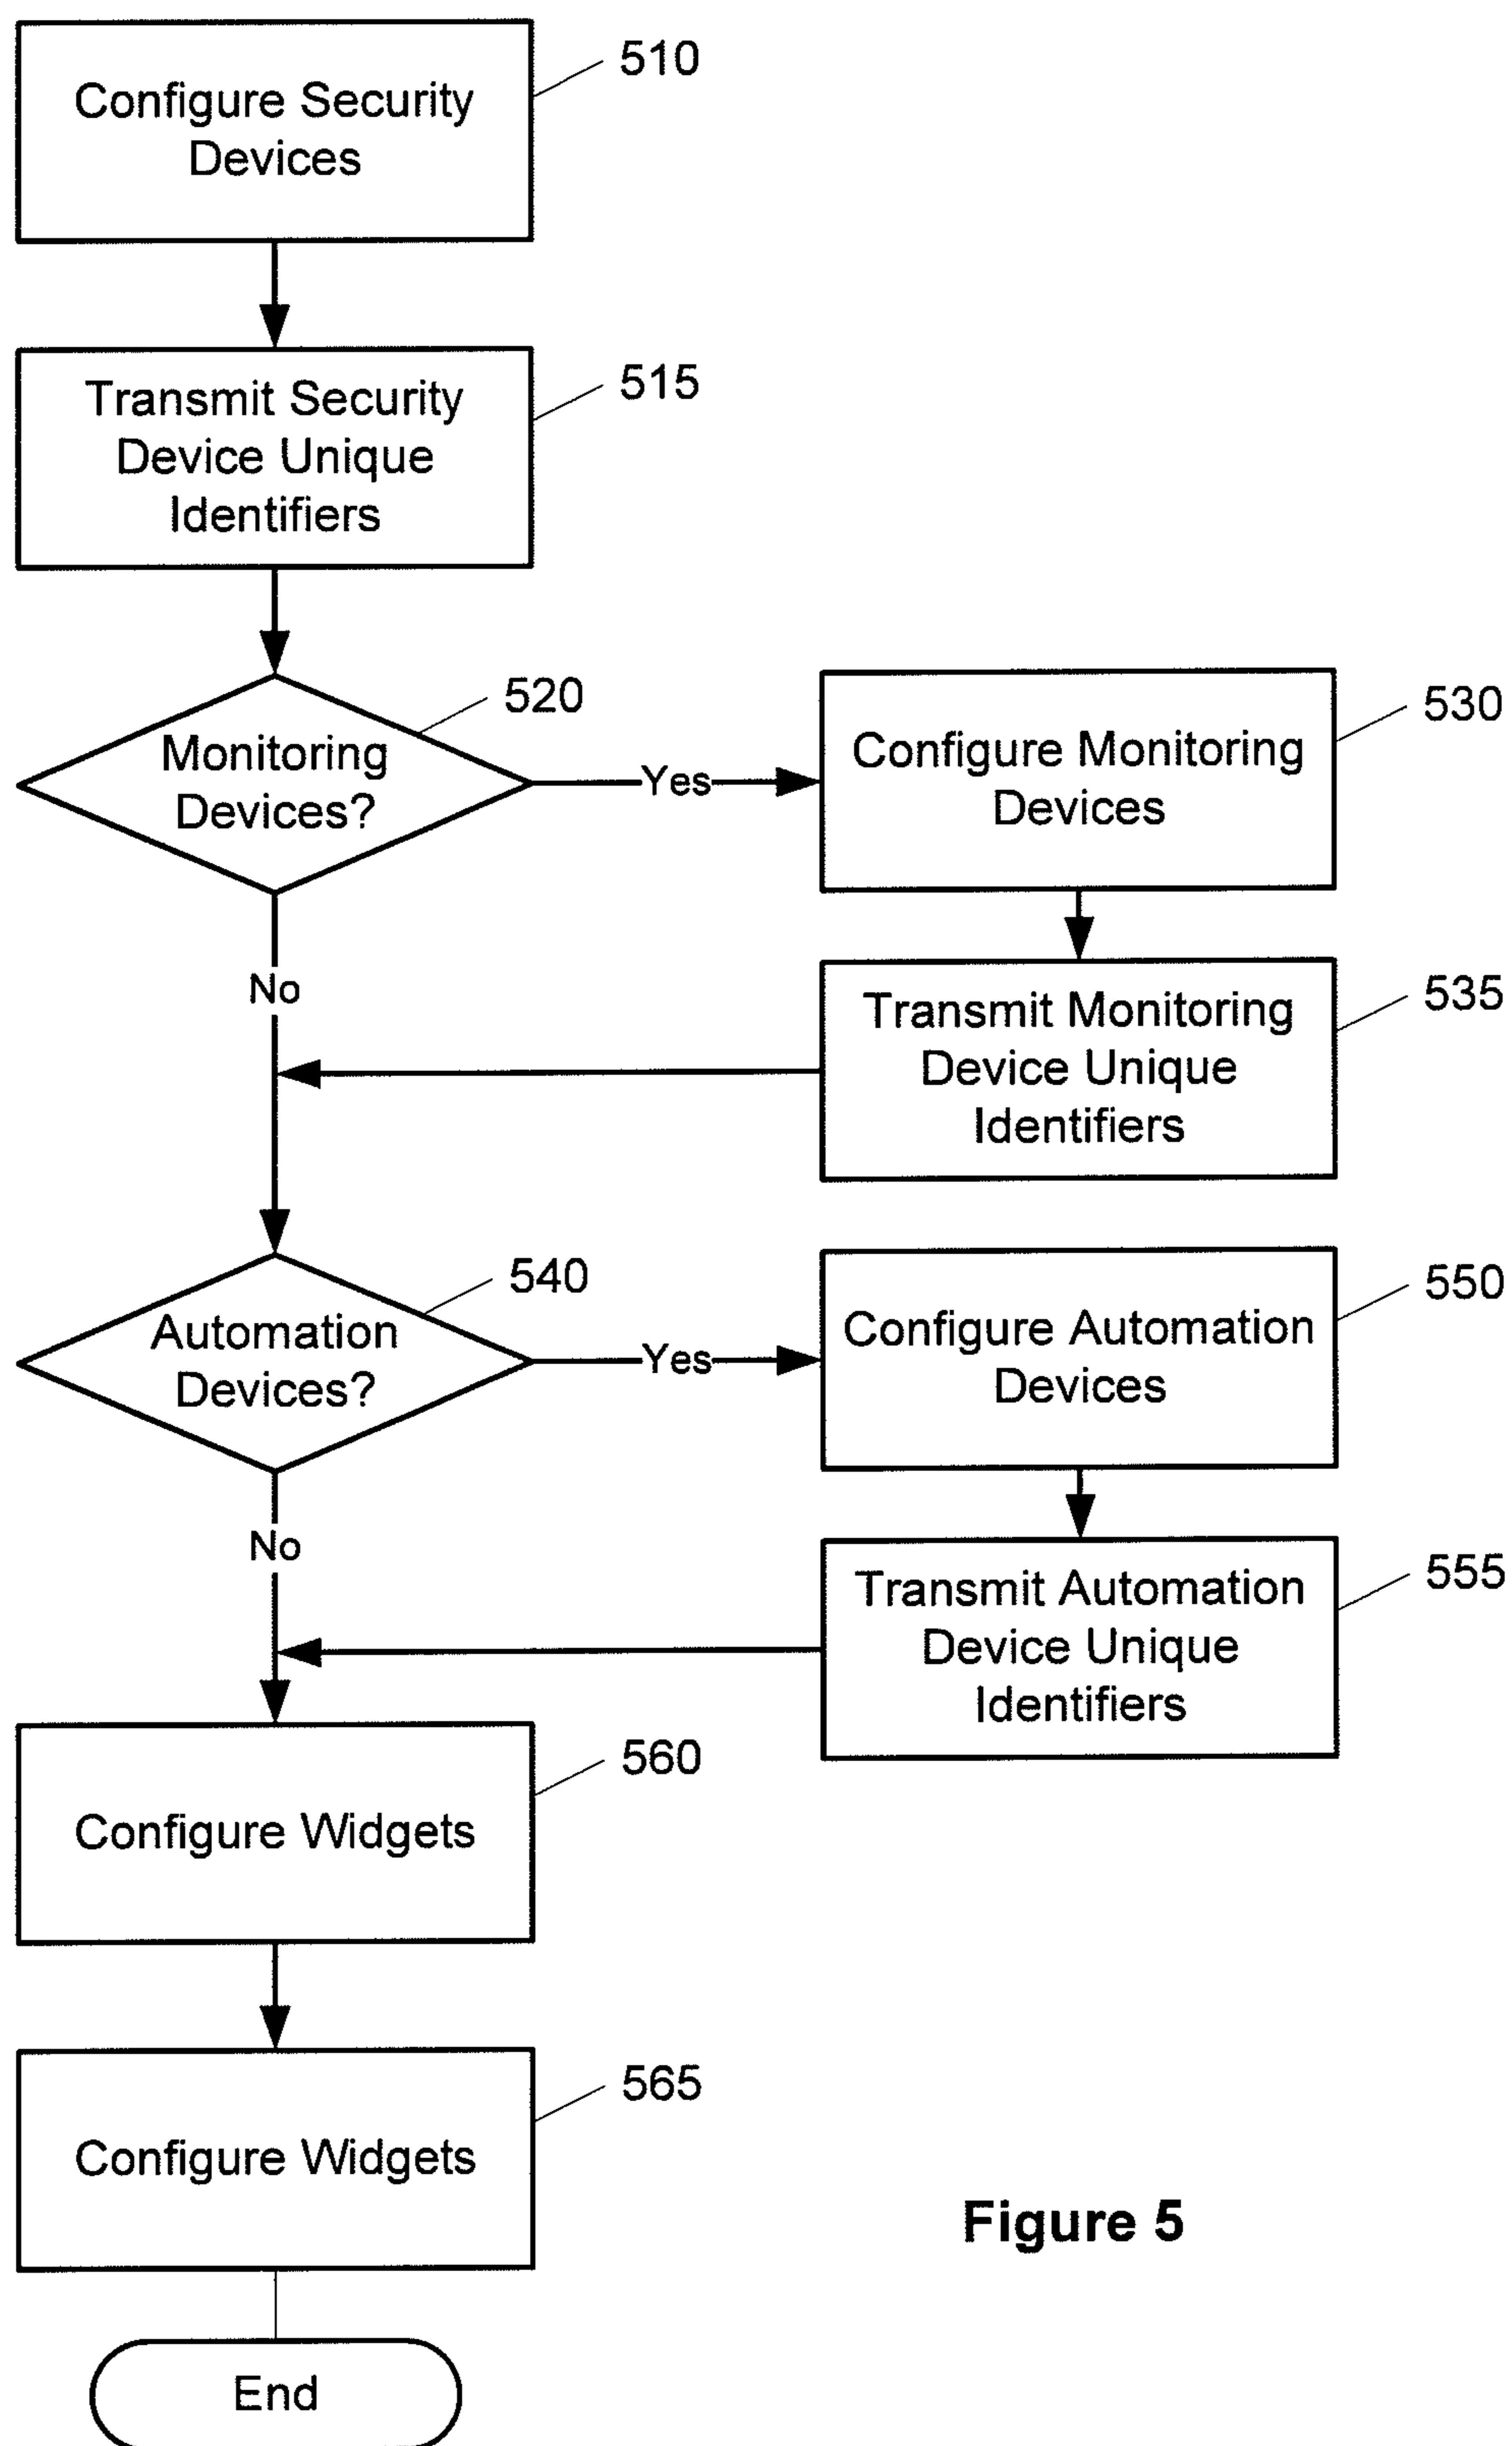 Configure Security
Devices
510
Transmit Security
Device Unique
Identifiers
515
Monitoring
Devices?
520
Yes
Configure Monitoring
Devices
530
No
Transmit Monitoring
Device Unique
Identifiers
535
Automation
Devices?
540
Yes
Configure Automation
Devices
550
No
Transmit Automation
Device Unique
Identifiers
555
Configure Widgets
560
Configure Widgets
565
Figure 5
End